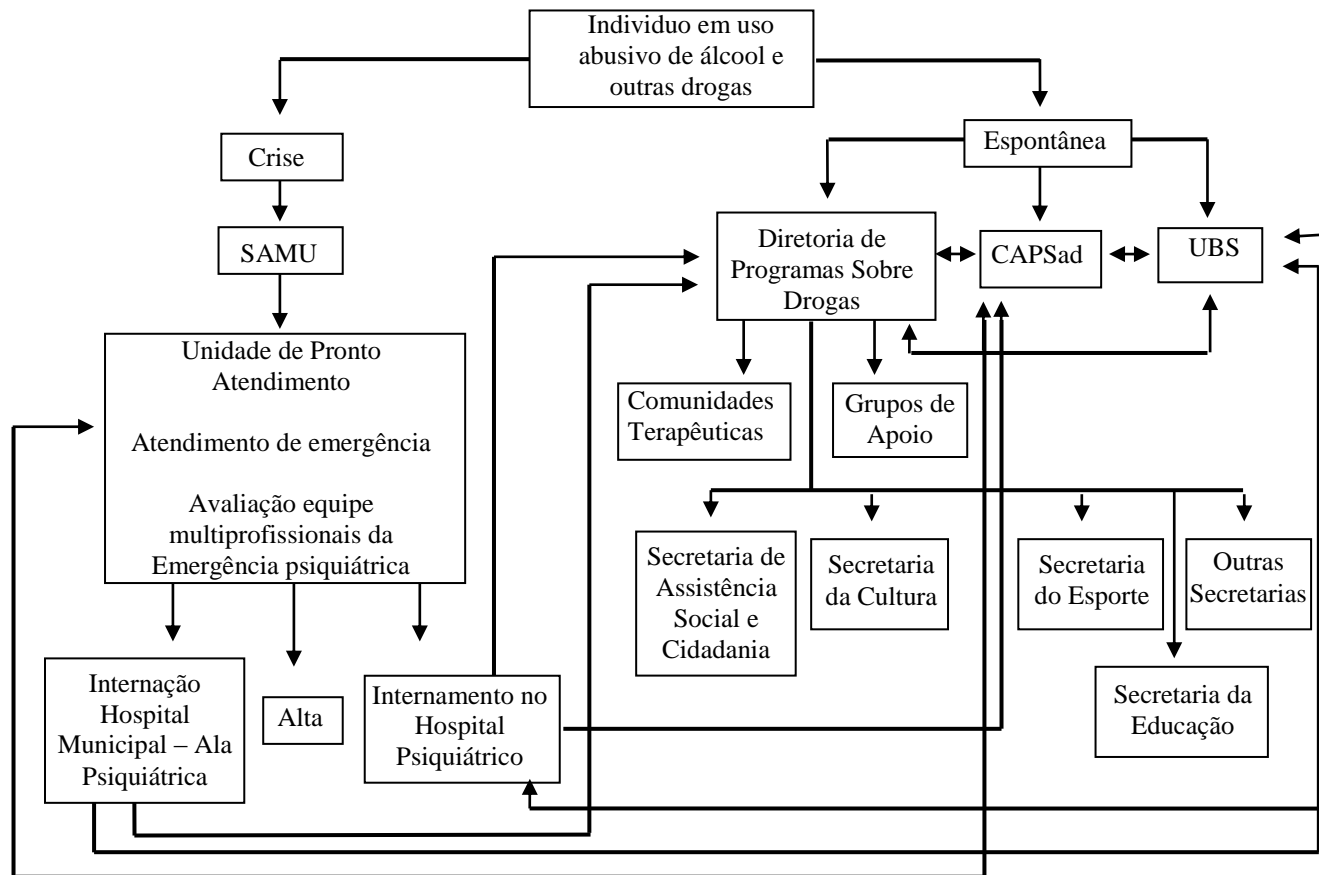 Individuo em uso
abusivo de álcool e
outras drogas
Crise
Espontânea
SAMU
Diretoria de
Programas Sobre
Drogas
CAPSad
UBS
Unidade de Pronto
Atendimento
Atendimento de emergência
Avaliação equipe
multiprofissionais da
Emergência psiquiátrica
Comunidades
Terapêuticas
Grupos de
Apoio
Secretaria de
Assistência
Social e
Cidadania
Secretaria
da Cultura
Secretaria
do Esporte
Outras
Secretarias
Secretaria da
Educação
Internação
Hospital
Municipal – Ala
Psiquiátrica
Alta
Internamento no
Hospital
Psiquiátrico